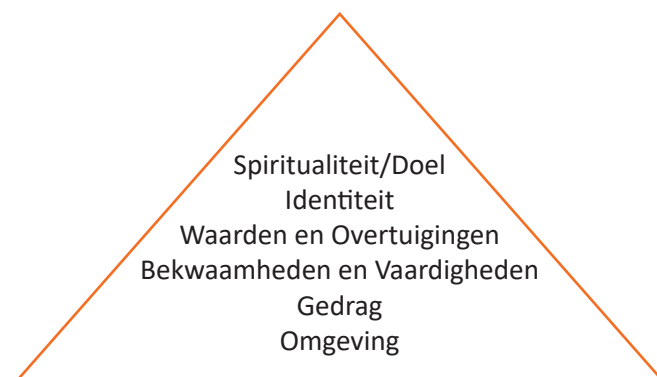 Spiritualiteit/Doel
Identiteit
Waarden en Overtuigingen
Bekwaamheden en Vaardigheden
Gedrag
Omgeving